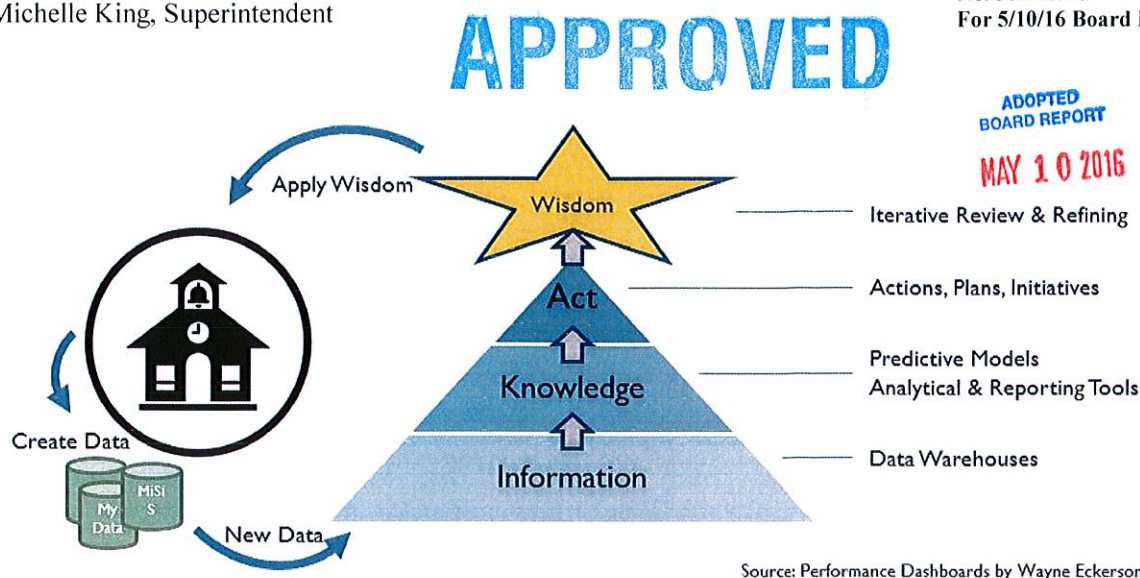 Michelle King, Superintendent
For 5/10/16 Board
APPROVED
ADOPTED
BOARD REPORT
MAY 10 2016
Apply Wisdom
Wisdom
Iterative Review & Refining
Act
Actions, Plans, Initiatives
Knowledge
Predictive Models
Analytical & Reporting Tools
Create Data
MiSi
S
My
Data
Information
Data Warehouses
New Data
Source: Performance Dashboards by Wayne Eckerson